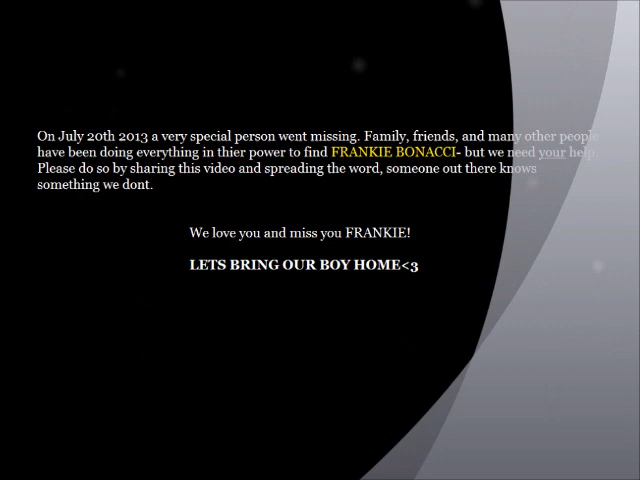 On July 20th 2013 a very special person went missing. Family, friends, and many other people
have been doing everything in thier power to find FRANKIE BONACCI- but we need your help.
Please do so by sharing this video and spreading the word, someone out there knows
something we dont.
We love you and miss you FRANKIE!
LETS BRING OUR BOY HOME<3